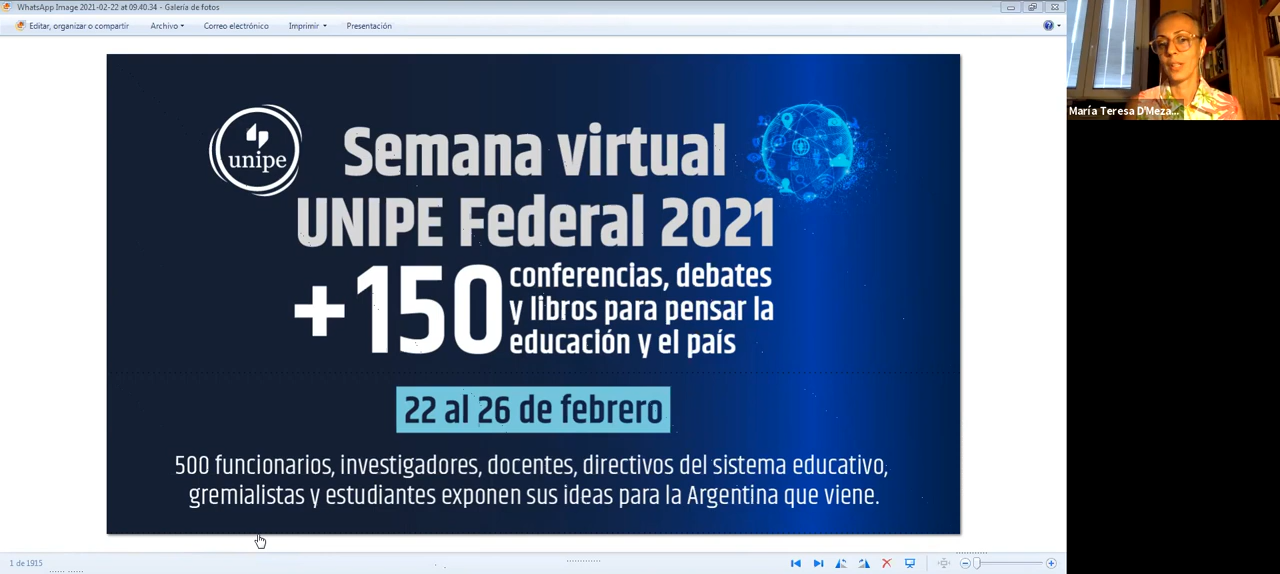 WhatsApp Image 2021-02-22 at 09.40.34 - Galería de fotos
Editar, organizar o compartir
Archivo
Correo electrónico
Imprimir
Presentación
unipe
Semana virtual
UNIPE Federal 2021
+150
conferencias, debates
y libros para pensar la
educación y el país
22 al 26 de febrero
500 funcionarios, investigadores, docentes, directivos del sistema educativo,
gremialistas y estudiantes exponen sus ideas para la Argentina que viene.
1 de 1915
María Teresa D'Meza...